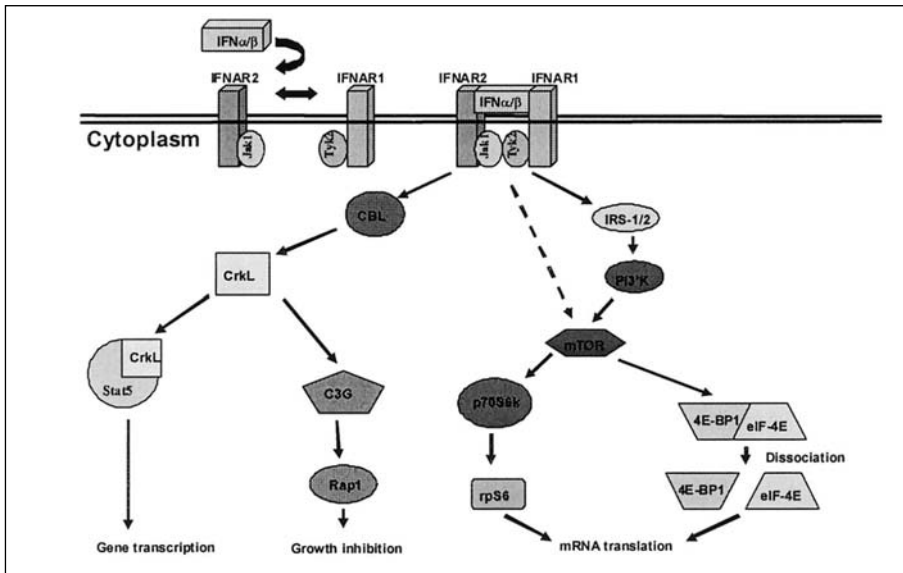 IFNα/β
IFNAR2
IFNAR1
IFNAR2
IFNAR1
IFNα/β
Cytoplasm
Jak1
Tyk2
Jak1
Tyk2
CBL
IRS-1/2
CrkL
PI3'K
mTOR
CrkL
Stat5
C3G
p70S6k
4E-BP1
eIF-4E
Dissociation
Rap1
rpS6
4E-BP1
eIF-4E
Gene transcription
Growth inhibition
mRNA translation